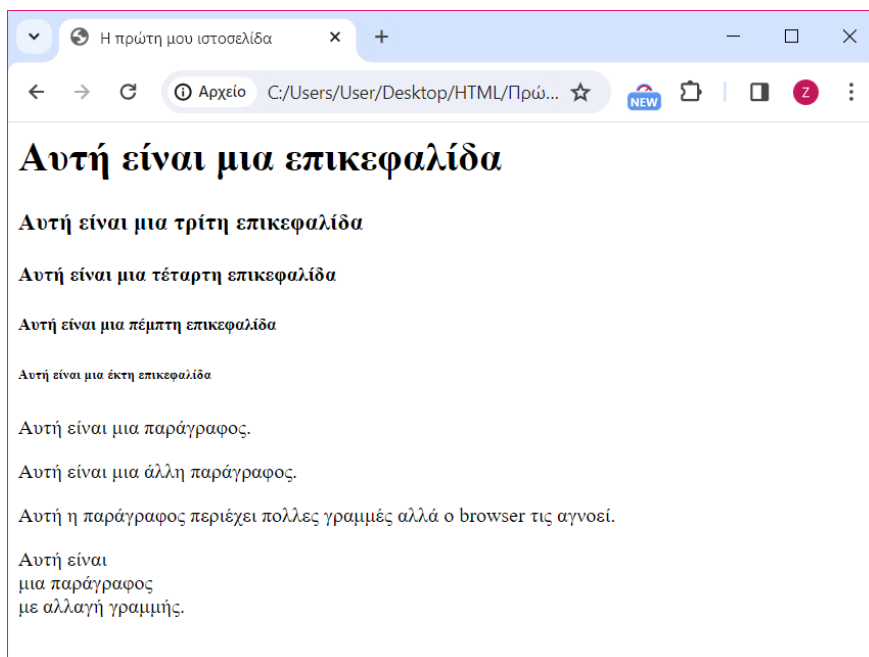 Η πρώτη μου ιστοσελίδα
Αρχείο C:/Users/User/Desktop/HTML/Πρώ... NEW Z
Αυτή είναι μια επικεφαλίδα
Αυτή είναι μια τρίτη επικεφαλίδα
Αυτή είναι μια τέταρτη επικεφαλίδα
Αυτή είναι μια πέμπτη επικεφαλίδα
Αυτή είναι μια έκτη επικεφαλίδα
Αυτή είναι μια παράγραφος.
Αυτή είναι μια άλλη παράγραφος.
Αυτή η παράγραφος περιέχει πολλες γραμμές αλλά ο browser τις αγνοεί.
Αυτή είναι
μια παράγραφος
με αλλαγή γραμμής.